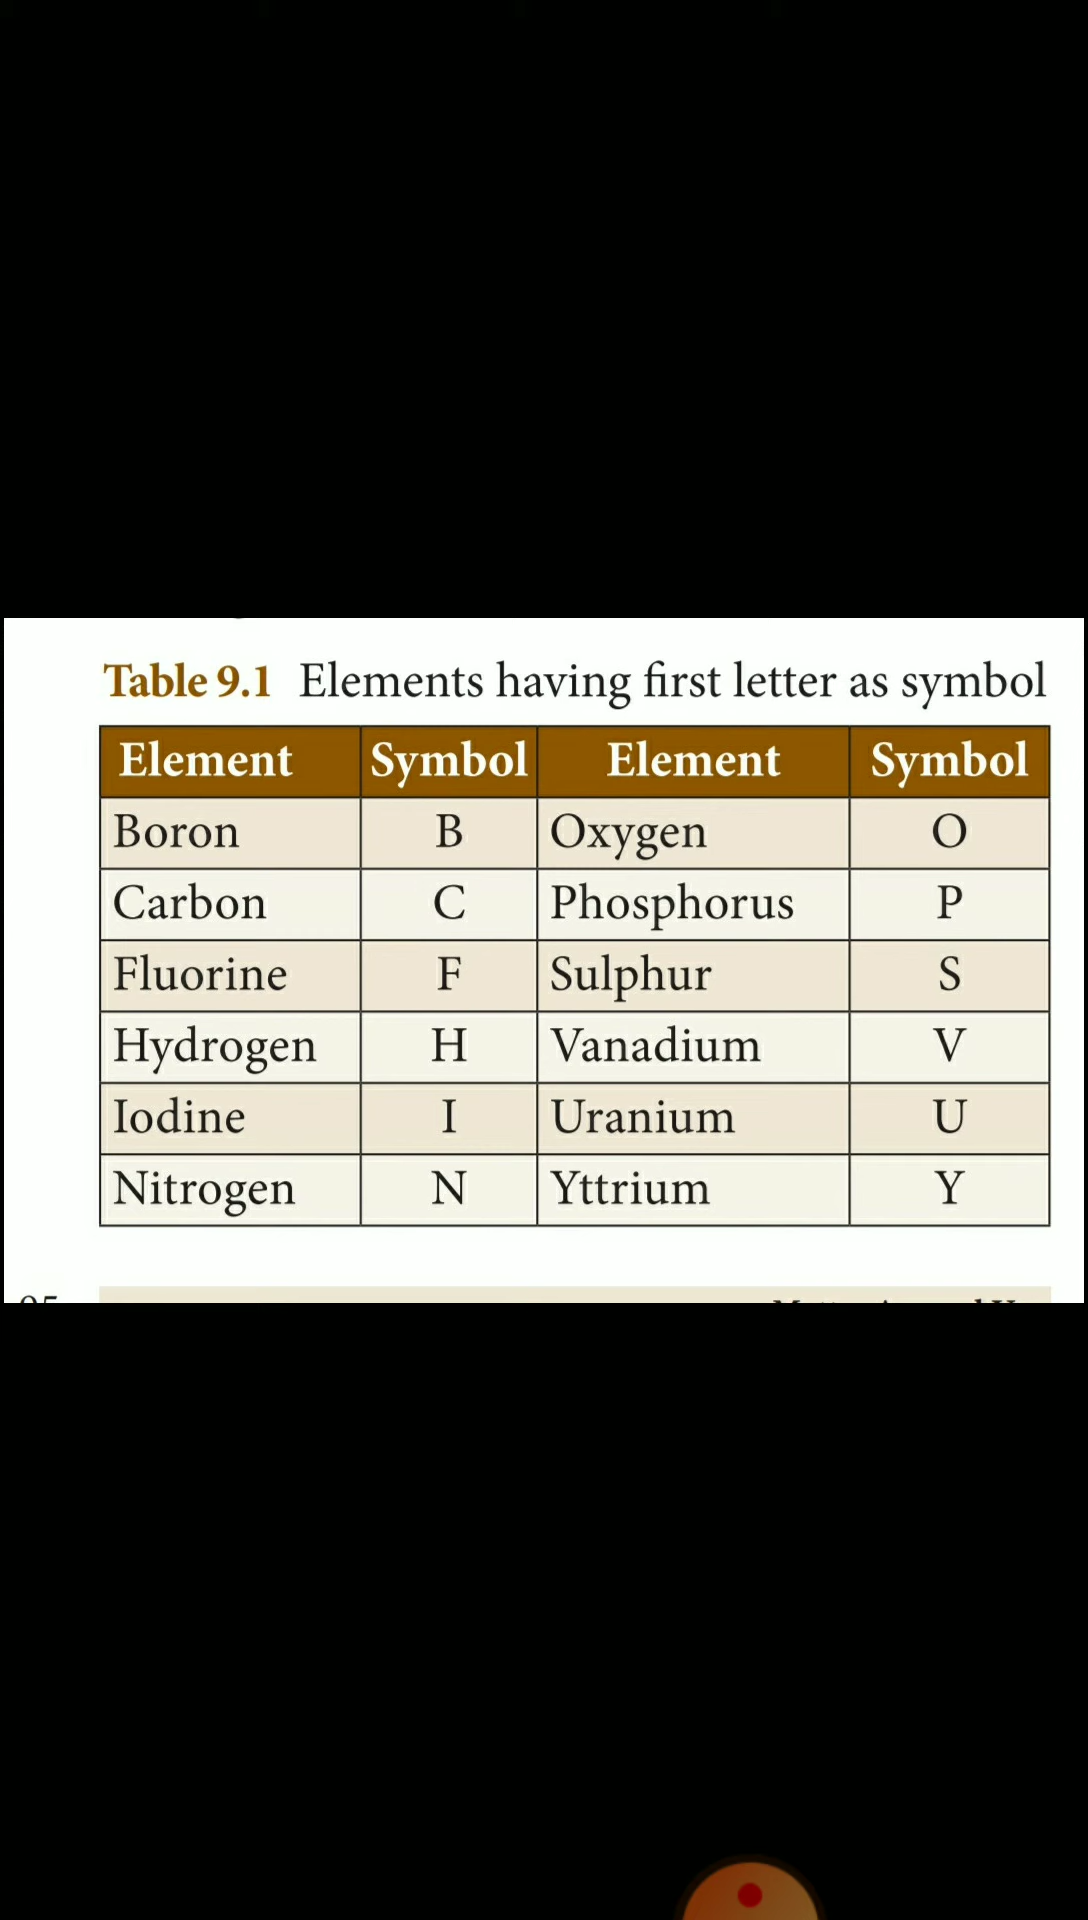 Table 9.1 Elements having first letter as symbol
Element Symbol Element Symbol
Boron B Oxygen O
Carbon C Phosphorus P
Fluorine F Sulphur S
Hydrogen H Vanadium V
Iodine I Uranium U
Nitrogen N Yttrium Y